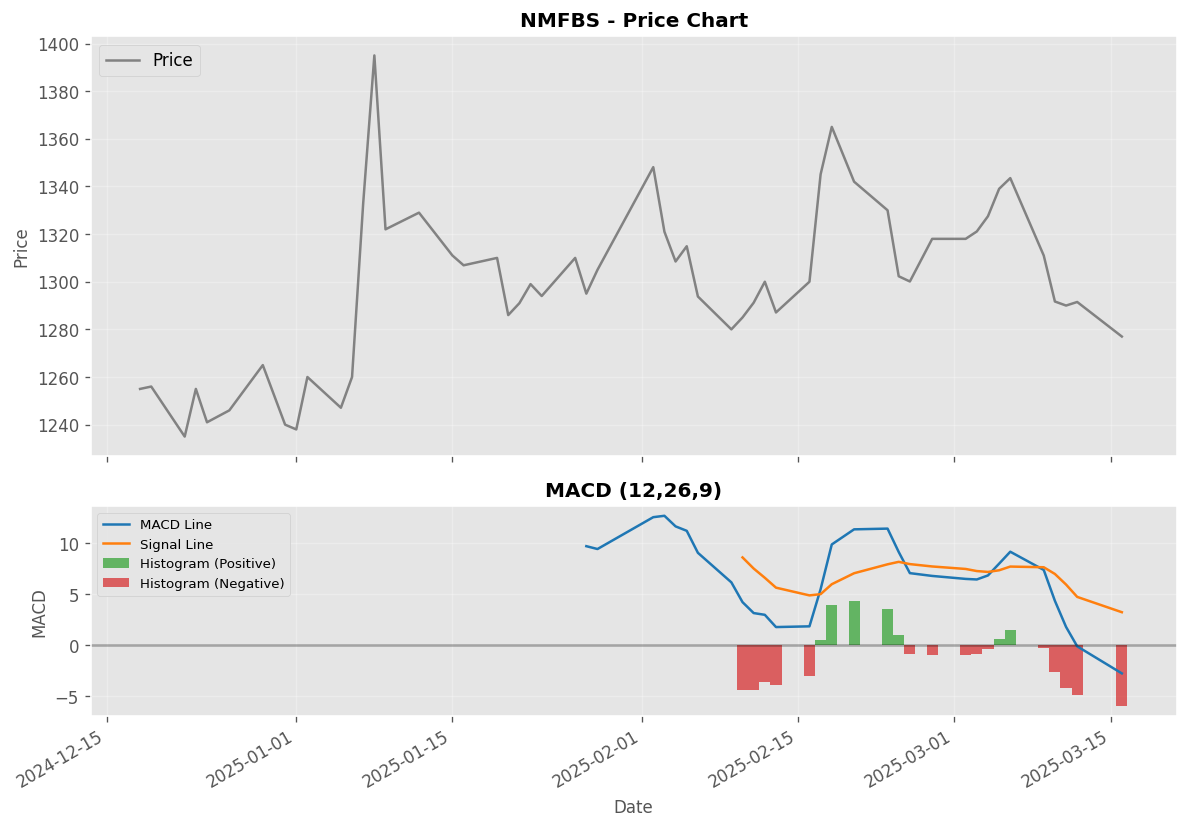 NMFBS - Price Chart
Price
1400
1380
1360
1340
1320
1300
1280
1260
1240
Price
MACD (12,26,9)
MACD Line
Signal Line
Histogram (Positive)
Histogram (Negative)
10
5
0
−5
MACD
2024-12-15
2025-01-01
2025-01-15
2025-02-01
2025-02-15
2025-03-01
2025-03-15
Date